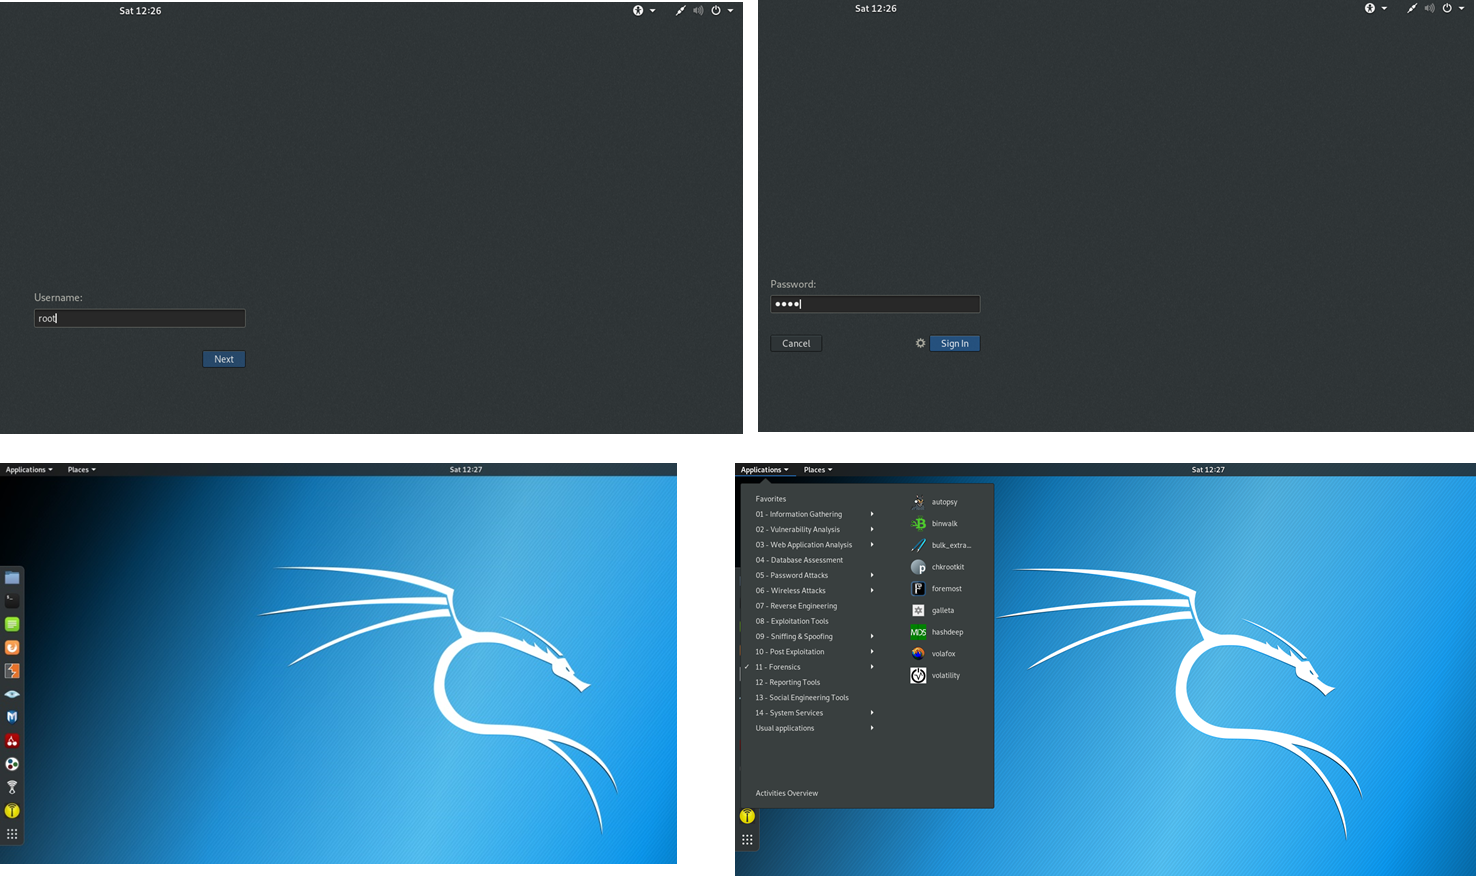 Sat 12:26
Username:
root
Next
Sat 12:26
Password:
Cancel
Sign In
Applications
Places
Sat 12:27
Applications
Places
Sat 12:27
Favorites
01 - Information Gathering
02 - Vulnerability Analysis
03 - Web Application Analysis
04 - Database Assessment
05 - Password Attacks
06 - Wireless Attacks
07 - Reverse Engineering
08 - Exploitation Tools
09 - Sniffing & Spoofing
10 - Post Exploitation
11 - Forensics
12 - Reporting Tools
13 - Social Engineering Tools
14 - System Services
Usual applications
Activities Overview
autopsy
binwalk
bulk_extra...
chkrootkit
foremost
galleta
MD5 hashdeep
volafox
volatility